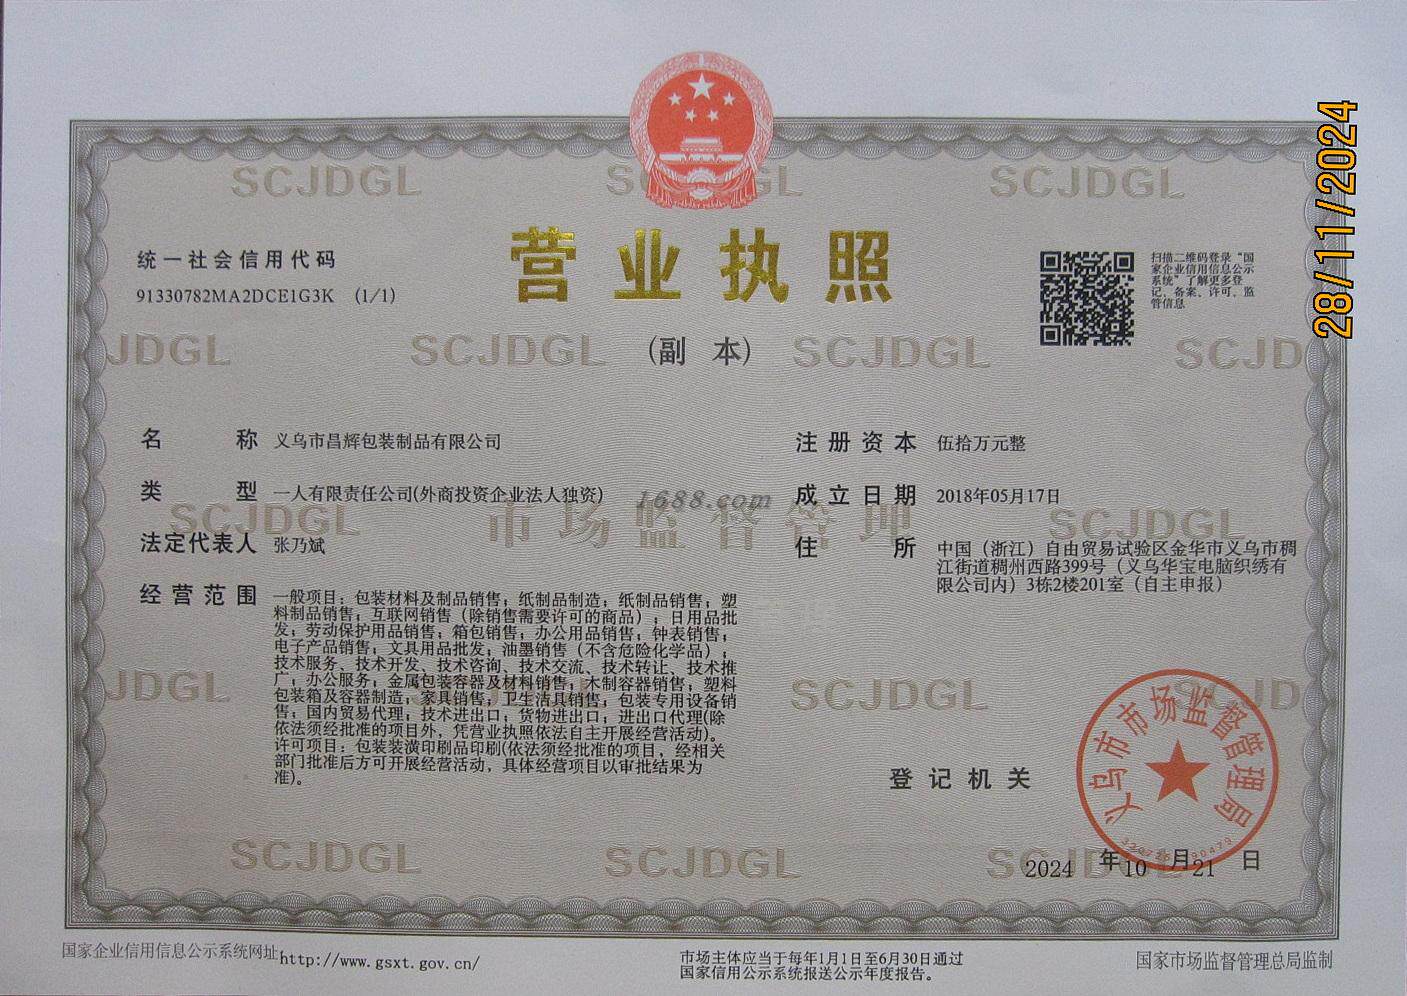 28/11/2024
SCJDGL
SCJDGL
统一社会信用代码
91330782MA2DCE1G3K (1/1)
营业执照
(副 本)
扫描二维码登录“国
家企业信用信息公示
系统”了解更多登
记、备案、许可、监
管信息
JDGL
SCJDGL
SCJDGL
SCJD
名 称 义乌市昌辉包装制品有限公司
类 型 一人有限责任公司(外商投资企业法人独资)
法定代表人 张乃斌
经营范围 一般项目：包装材料及制品销售；纸制品制造；纸制品销售；塑
料制品销售；互联网销售（除销售需要许可的商品）；日用品批
发；劳动保护用品销售；箱包销售；办公用品销售；钟表销售；
电子产品销售；文具用品批发；油墨销售（不含危险化学品）；
技术服务、技术开发、技术咨询、技术交流、技术转让、技术推
广；办公服务；金属包装容器及材料销售；木制容器销售；塑料
包装箱及容器制造；家具销售；卫生洁具销售；包装专用设备销
售；国内贸易代理；技术进出口；货物进出口；进出口代理(除
依法须经批准的项目外，凭营业执照依法自主开展经营活动)。
许可项目：包装装潢印刷品印刷(依法须经批准的项目，经相关
部门批准后方可开展经营活动，具体经营项目以审批结果为
准)。
注册资本 伍拾万元整
成立日期 2018年05月17日
住 所 中国（浙江）自由贸易试验区金华市义乌市稠
江街道稠州西路399号（义乌华宝电脑织绣有
限公司内）3栋2楼201室（自主申报）
1688.com
SCJDGL
市场监督管理
SCJDGL
JDGL
SCJDGL
SCJD
登记机关
义乌市市场监督管理局
2024 年10 月21 日
SCJDGL
SCJDGL
国家企业信用信息公示系统网址http://www.gsxt.gov.cn/
市场主体应当于每年1月1日至6月30日通过
国家信用公示系统报送公示年度报告。
国家市场监督管理总局监制